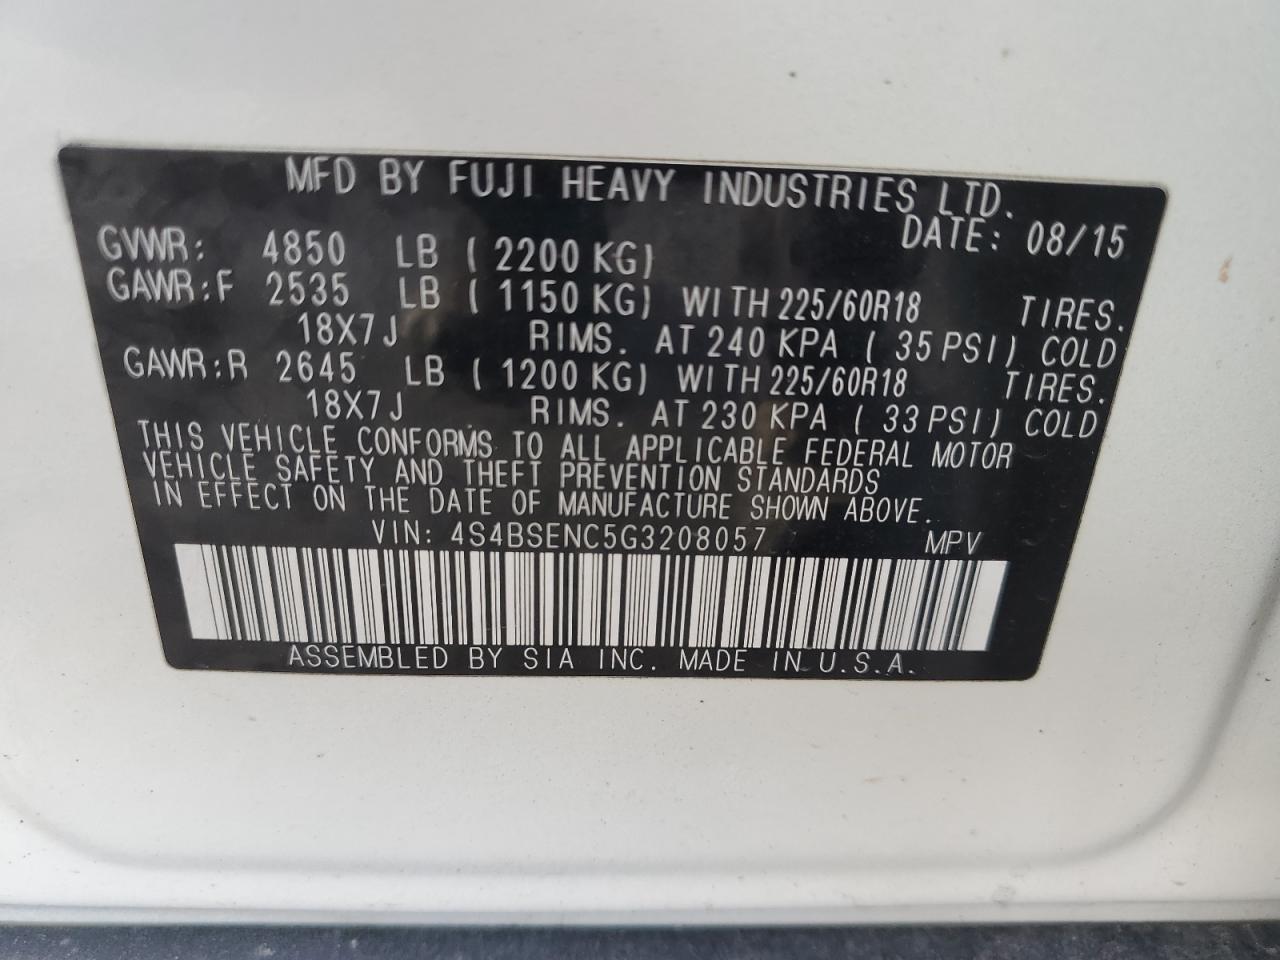 MFD BY FUJI HEAVY INDUSTRIES LTD.
DATE: 08/15
GVWR: 4850 LB ( 2200 KG)
GAWR:F 2535 LB ( 1150 KG) WITH 225/60R18 TIRES.
18X7J RIMS. AT 240 KPA ( 35 PSI) COLD
GAWR:R 2645 LB ( 1200 KG) WITH 225/60R18 TIRES.
18X7J RIMS. AT 230 KPA ( 33 PSI) COLD
THIS VEHICLE CONFORMS TO ALL APPLICABLE FEDERAL MOTOR
VEHICLE SAFETY AND THEFT PREVENTION STANDARDS
IN EFFECT ON THE DATE OF MANUFACTURE SHOWN ABOVE.
VIN: 4S4BSENC5G3208057 MPV
ASSEMBLED BY SIA INC. MADE IN U.S.A.